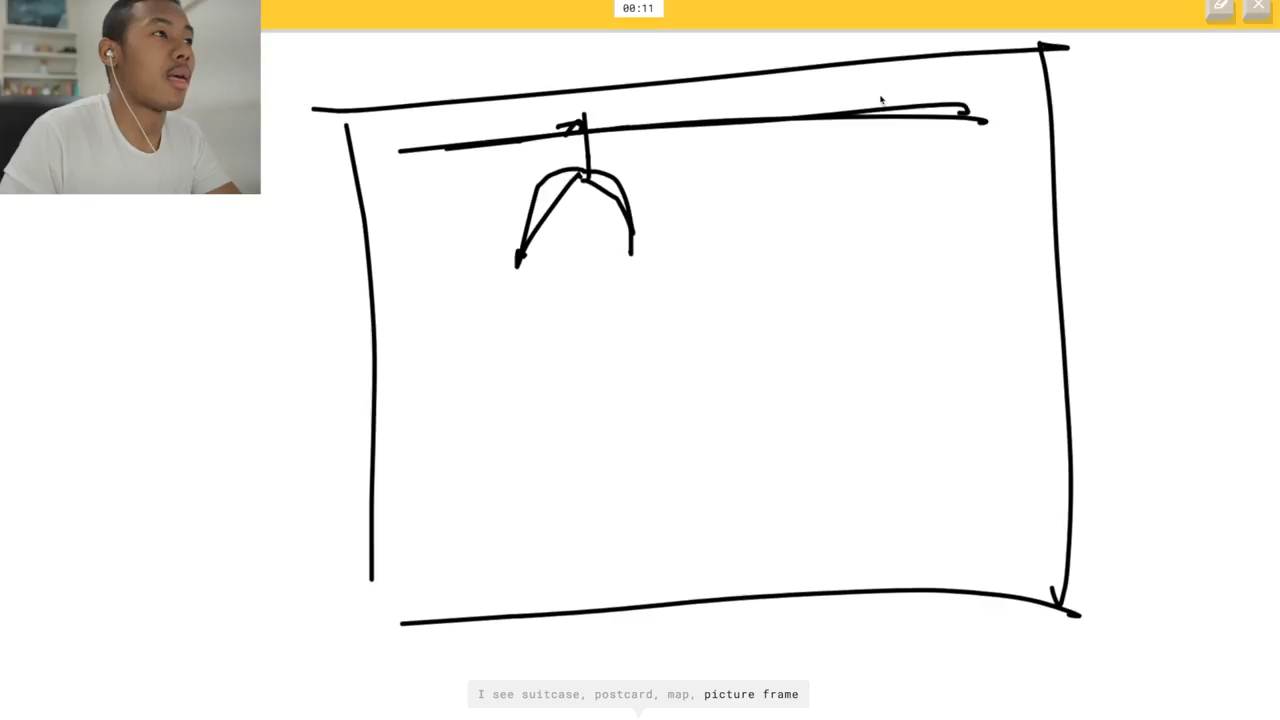 00:11
I see suitcase, postcard, map, picture frame